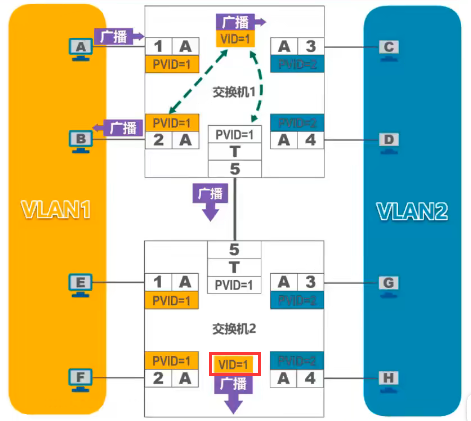 广播
A
广播
1 A
PVID=1
VID=1
A 3
PVID=2
C
交换机1
B
广播
PVID=1
2 A
PVID=1
T
5
PVID=2
A 4
D
VLAN1
广播
VLAN2
5
T
PVID=1
E
1 A
PVID=1
A 3
PVID=2
G
交换机2
F
PVID=1
2 A
VID=1
广播
PVID=2
A 4
H